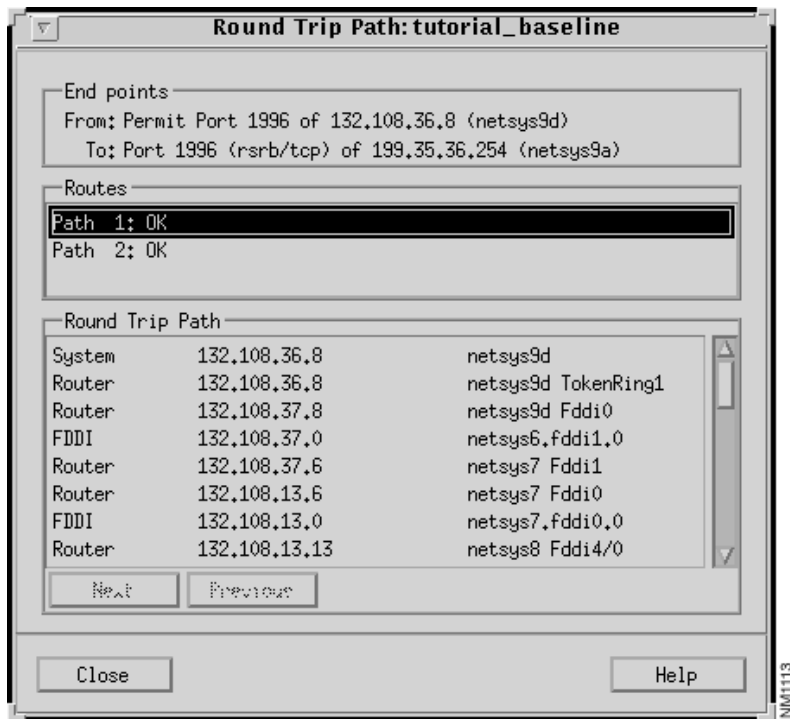 Round Trip Path: tutorial_baseline
End points
From: Permit Port 1996 of 132.108.36.8 (netsys9d)
To: Port 1996 (rsrb/tcp) of 199.35.36.254 (netsys9a)
Routes
Path 1: OK
Path 2: OK
Round Trip Path
System 132.108.36.8 netsys9d
Router 132.108.36.8 netsys9d TokenRing1
Router 132.108.37.8 netsys9d Fddi0
FDDI 132.108.37.0 netsys6.fddi1.0
Router 132.108.37.6 netsys7 Fddi1
Router 132.108.13.6 netsys7 Fddi0
FDDI 132.108.13.0 netsys7.fddi0.0
Router 132.108.13.13 netsys8 Fddi4/0
Next Previous
Close Help
NM1113